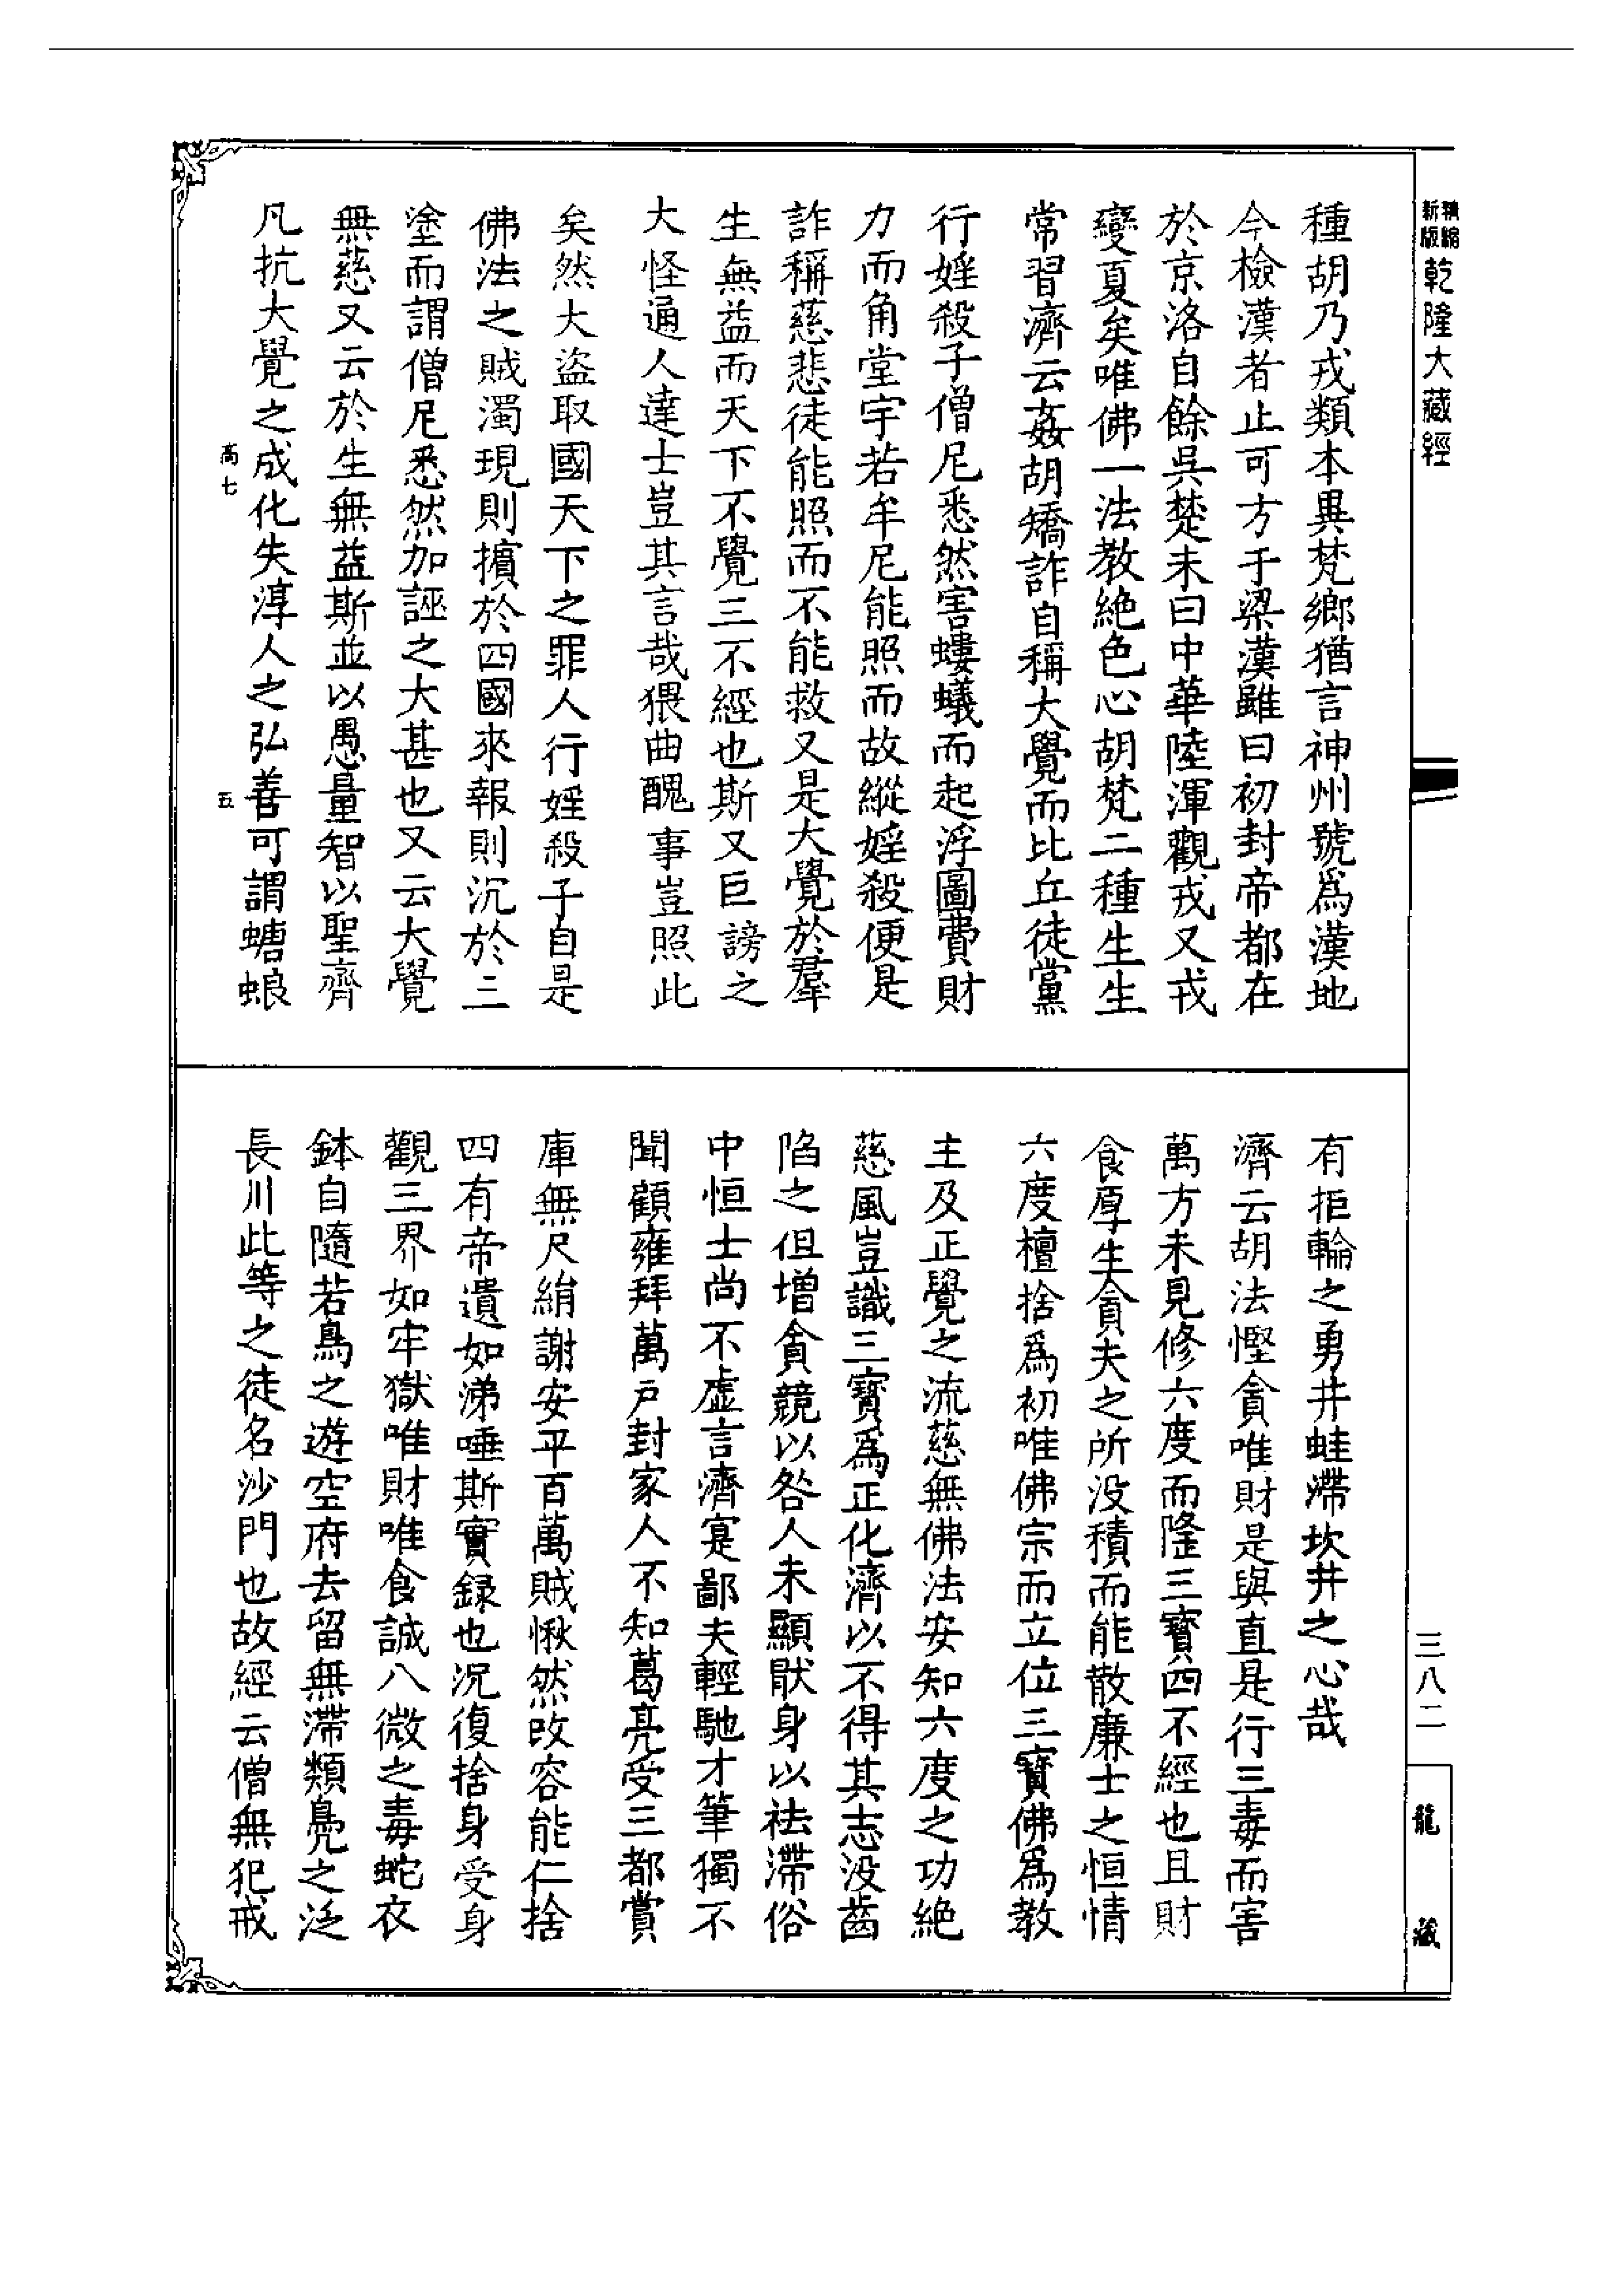 精縮新版乾隆大藏經
種胡乃戎類本異梵鄉猶言神州號為漢地
今檢漢者止可方于梁漢雖曰初封帝都在
於京洛自餘吳楚未曰中華陸渾觀戎又戎
變夏矣唯佛一法教絕色心胡梵二種生生
常習濟云姦胡矯詐自稱大覺而比丘徒黨
行婬殺子僧尼悉然害螻蟻而起浮圖費財
力而角堂宇若牟尼能照而故縱婬殺便是
詐稱慈悲徒能照而不能救又是大覺於羣
生無益而天下不覺三不經也斯又巨謗之
大怪通人達士豈其言哉猥曲醜事豈照此
矣然大盜取國天下之罪人行婬殺子自是
佛法之賊濁現則擯於四國來報則沉於三
塗而謂僧尼悉然加誣之大甚也又云大覺
無慈又云於生無益斯並以愚量智以聖齊
凡抗大覺之成化失淳人之弘善可謂螗蜋
高七
五
有拒輪之勇井蛙滯坎井之心哉
濟云胡法慳貪唯財是與直是行三毒而害
萬方未見修六度而隆三寶四不經也且財
食厚生貪夫之所没積而能散廉士之恒情
六度檀捨爲初唯佛宗而立位三寶佛爲教
主及正覺之流慈無佛法安知六度之功絕
慈風豈識三寶爲正化濟以不得其志没齒
陷之但增貪競以咎人未顯猒身以祛滯俗
中恒士尚不虛言濟寔鄙夫輕馳才筆獨不
聞顧雍拜萬戶封家人不知葛亮受三都賞
庫無尺絹謝安平百萬賊愀然改容能仁捨
四有帝遺如涕唾斯實録也況復捨身受身
觀三界如牢獄唯財唯食誠八微之毒蛇衣
鉢自隨若鳥之遊空府去留無滯類鳧之泛
長川此等之徒名沙門也故經云僧無犯戒
三八二
龍藏